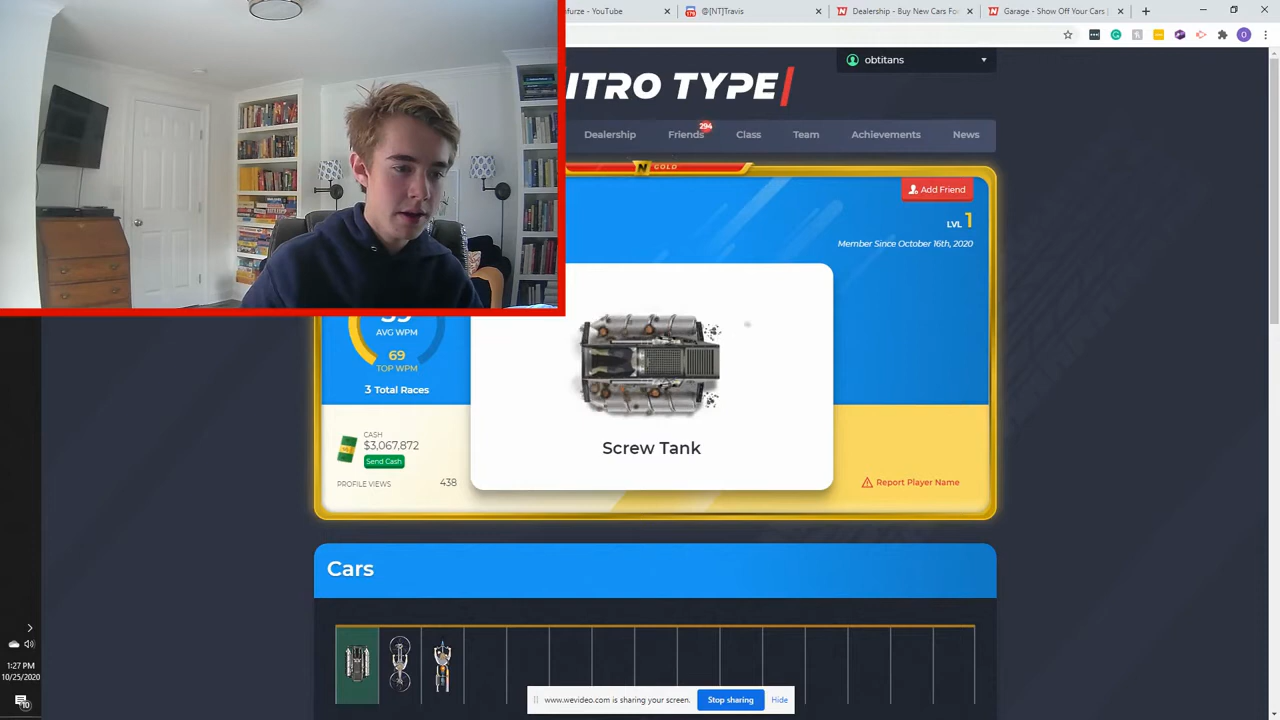 furze - YouTube
@[NT]Travis
Dealership - Buy New Cars Fo
Garage - Show Off Your Cars |
obtitans
ITRO TYPE
Dealership
Friends
294
Class
Team
Achievements
News
GOLD
Add Friend
LVL 1
Member Since October 16th, 2020
AVG WPM
69
TOP WPM
3 Total Races
CASH
$3,067,872
Send Cash
PROFILE VIEWS 438
Screw Tank
Report Player Name
Cars
1:27 PM
10/25/2020
www.wevideo.com is sharing your screen.
Stop sharing
Hide